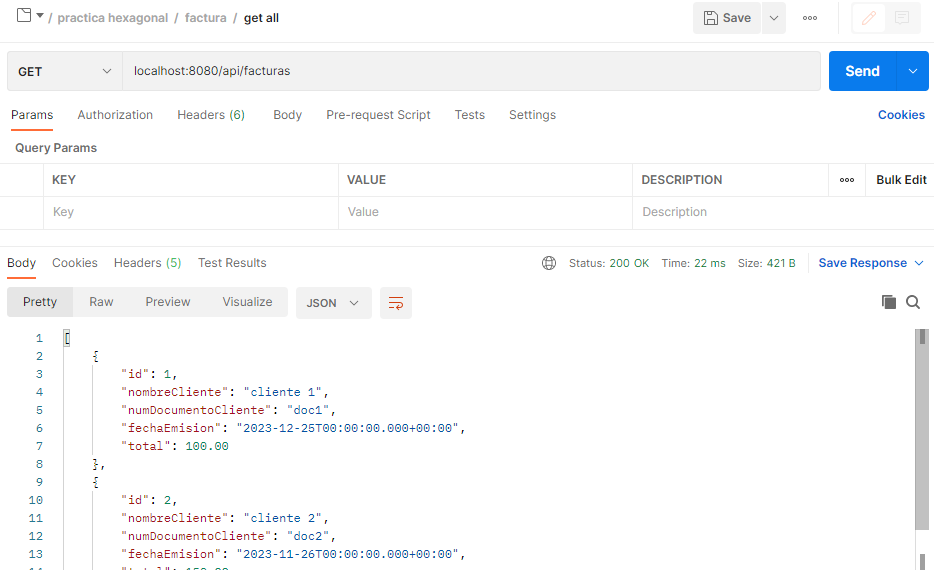 / practica hexagonal / factura / get all
Save
GET
localhost:8080/api/facturas
Send
Params Authorization Headers (6) Body Pre-request Script Tests Settings Cookies
Query Params
KEY VALUE DESCRIPTION Bulk Edit
Key Value Description
Body Cookies Headers (5) Test Results Status: 200 OK Time: 22 ms Size: 421 B Save Response
Pretty Raw Preview Visualize JSON
1 [
2 {
3 "id": 1,
4 "nombreCliente": "cliente 1",
5 "numDocumentoCliente": "doc1",
6 "fechaEmision": "2023-12-25T00:00:00.000+00:00",
7 "total": 100.00
8 },
9 {
10 "id": 2,
11 "nombreCliente": "cliente 2",
12 "numDocumentoCliente": "doc2",
13 "fechaEmision": "2023-11-26T00:00:00.000+00:00",